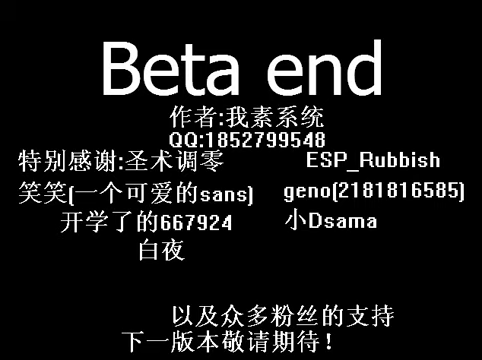 Beta end
作者:我素系统
QQ:1852799548
特别感谢:圣术调零 ESP_Rubbish
笑笑(一个可爱的sans) geno(2181816585)
开学了的667924 小Dsama
白夜
以及众多粉丝的支持
下一版本敬请期待！